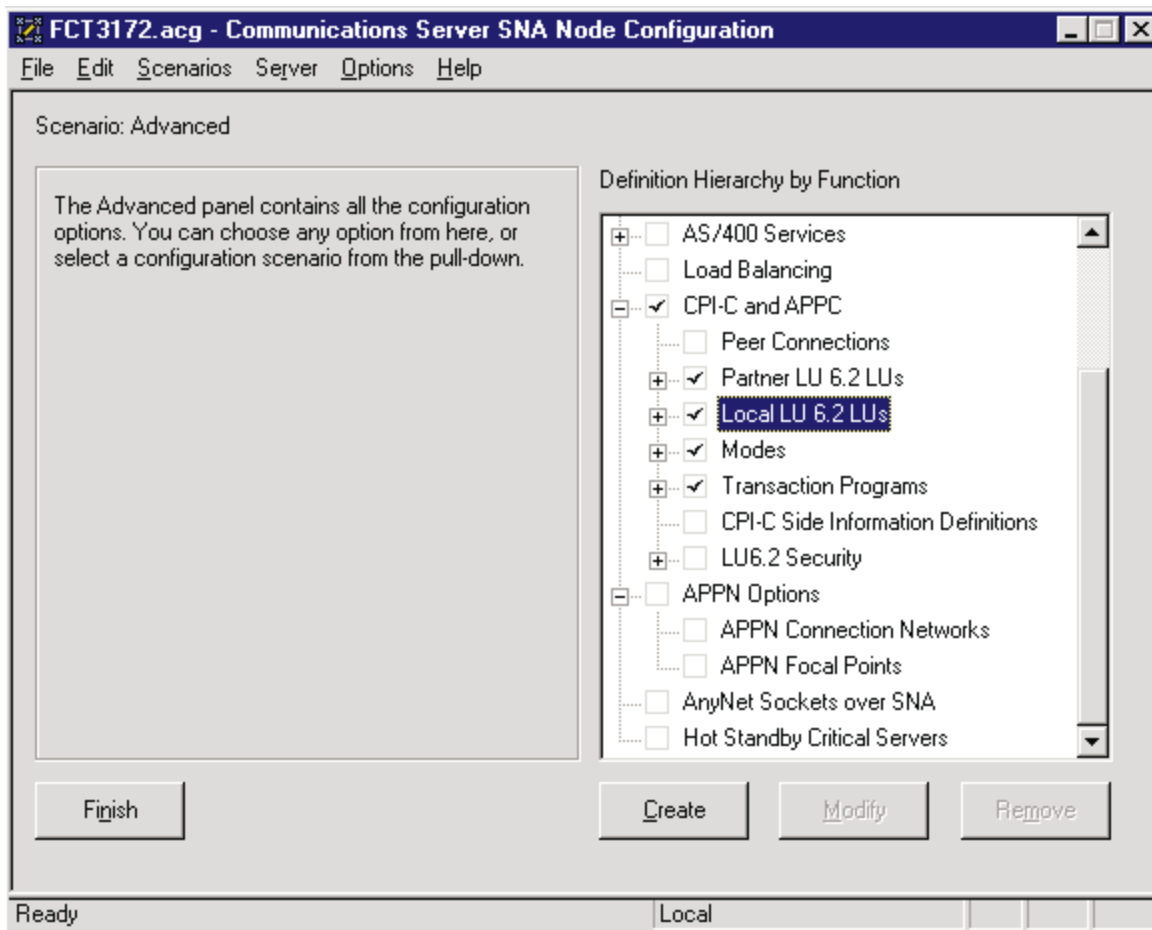 FCT3172.acg - Communications Server SNA Node Configuration
File Edit Scenarios Server Options Help
Scenario: Advanced
The Advanced panel contains all the configuration
options. You can choose any option from here, or
select a configuration scenario from the pull-down.
Definition Hierarchy by Function
AS/400 Services
Load Balancing
CPI-C and APPC
Peer Connections
Partner LU 6.2 LUs
Local LU 6.2 LUs
Modes
Transaction Programs
CPI-C Side Information Definitions
LU6.2 Security
APPN Options
APPN Connection Networks
APPN Focal Points
AnyNet Sockets over SNA
Hot Standby Critical Servers
Finish Create Modify Remove
Ready Local